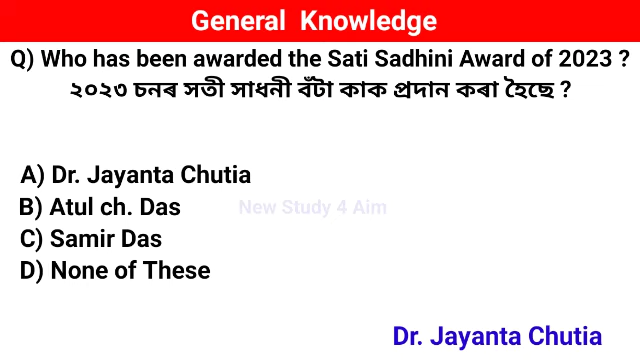 General Knowledge
Q) Who has been awarded the Sati Sadhini Award of 2023 ?
২০২৩ চনৰ সতী সাধনী বঁটা কাক প্ৰদান কৰা হৈছে ?
A) Dr. Jayanta Chutia
B) Atul ch. Das
New Study 4 Aim
C) Samir Das
D) None of These
Dr. Jayanta Chutia